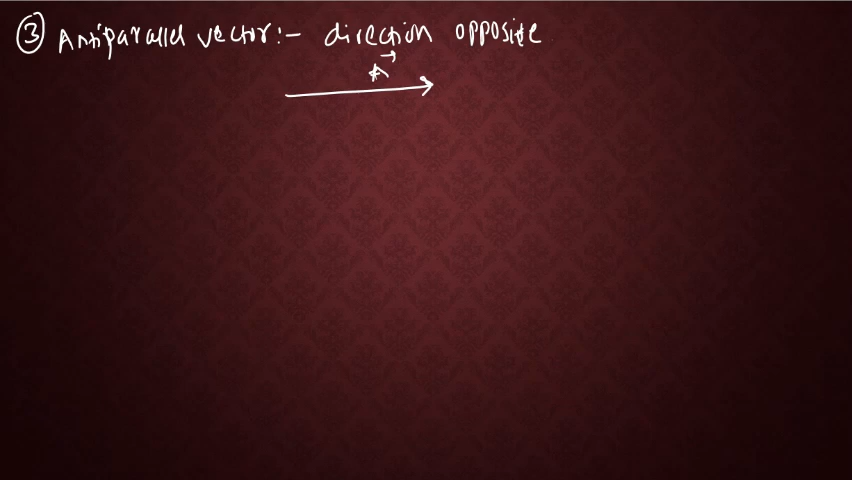 ③ Antiparallel vector:- direction opposite
A⃗